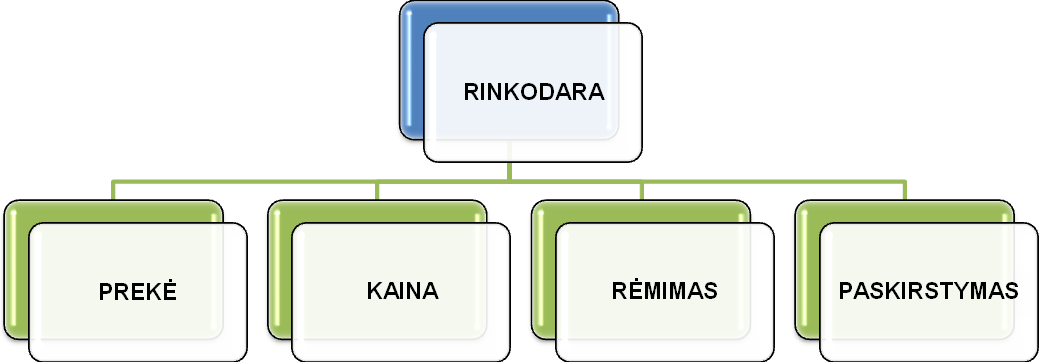 RINKODARA
PREKĖ
KAINA
RĖMIMAS
PASKIRSTYMAS